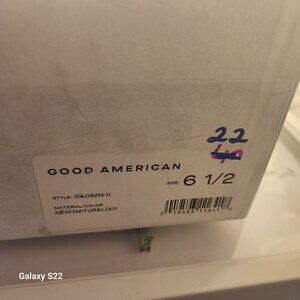 22
GOOD AMERICAN
SIZE: 6 1/2
STYLE: GA092N-X
MATERIAL/COLOR:
NEW NATURAL001
Galaxy S22